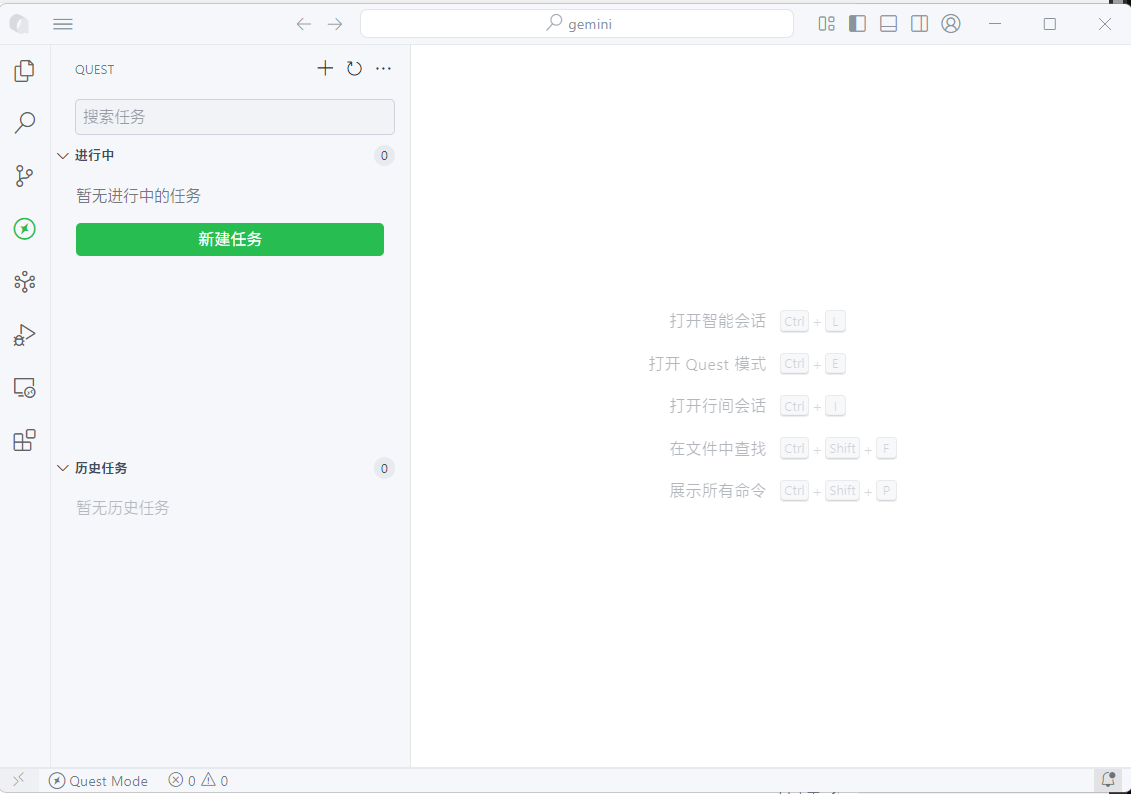 gemini
QUEST
搜索任务
进行中 0
暂无进行中的任务
新建任务
历史任务 0
暂无历史任务
打开智能会话 Ctrl + L
打开 Quest 模式 Ctrl + E
打开行间会话 Ctrl + I
在文件中查找 Ctrl + Shift + F
展示所有命令 Ctrl + Shift + P
Quest Mode 0 0